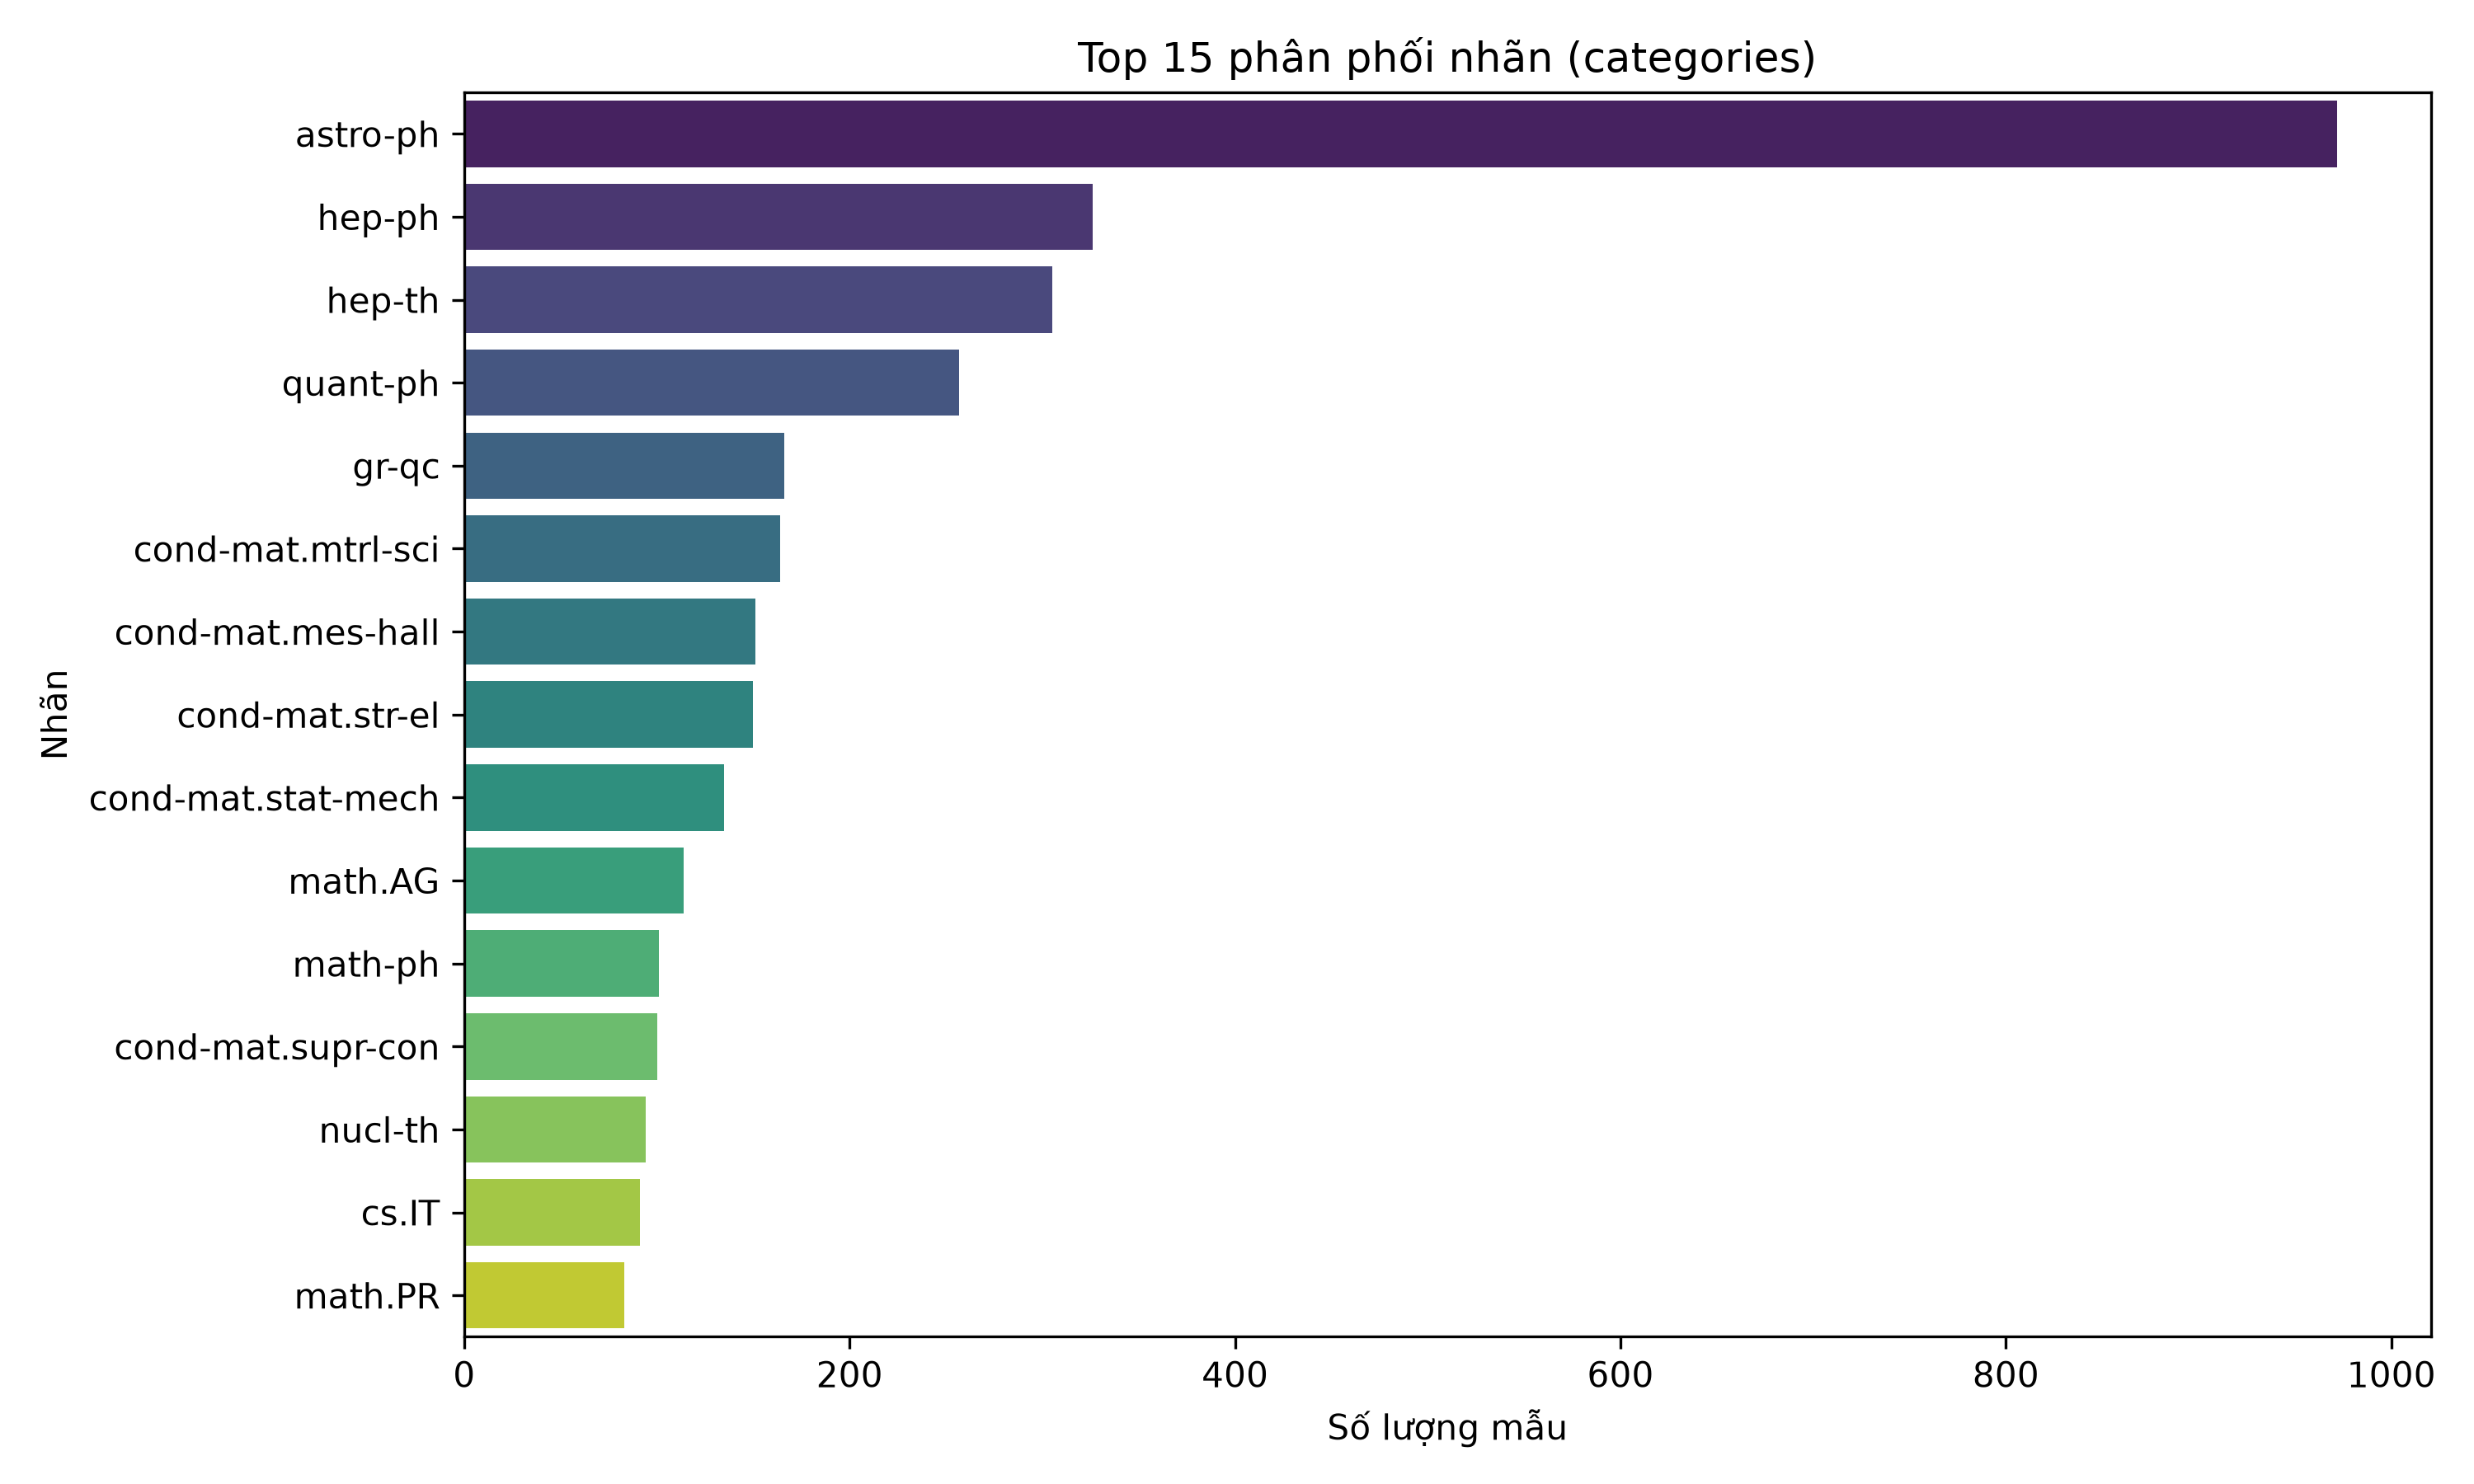 Top 15 phân phối nhãn (categories)
astro-ph
hep-ph
hep-th
quant-ph
gr-qc
cond-mat.mtrl-sci
cond-mat.mes-hall
cond-mat.str-el
cond-mat.stat-mech
math.AG
math-ph
cond-mat.supr-con
nucl-th
cs.IT
math.PR
Nhãn
0 200 400 600 800 1000
Số lượng mẫu